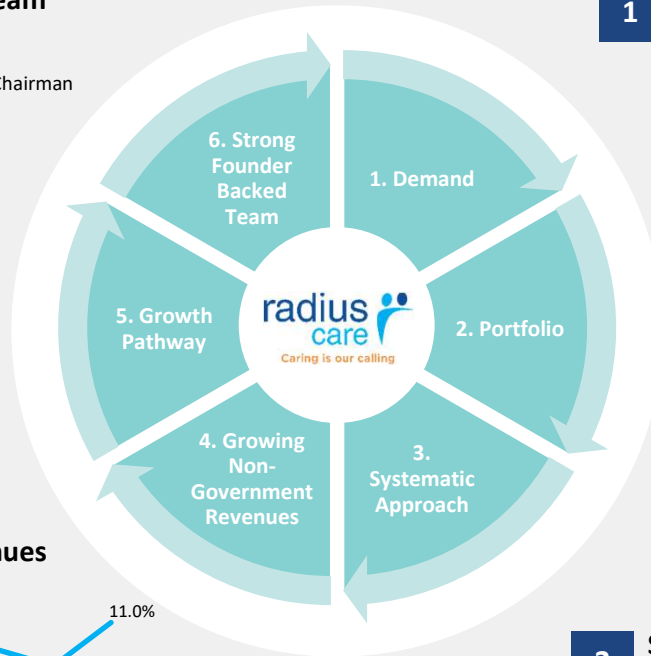 eam
1
Chairman
6. Strong
Founder
Backed
Team
1. Demand
5. Growth
Pathway
radius
care
Caring is our calling
2. Portfolio
4. Growing
Non-
Government
Revenues
3.
Systematic
Approach
nues
11.0%